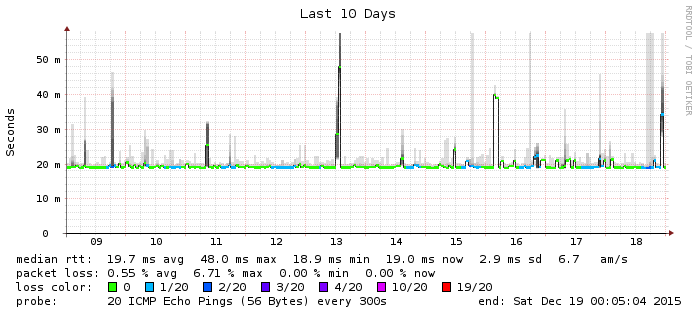 Last 10 Days
RRDTOOL / TOBI OETIKER
Seconds
50 m
40 m
30 m
20 m
10 m
0
09 10 11 12 13 14 15 16 17 18
median rtt: 19.7 ms avg 48.0 ms max 18.9 ms min 19.0 ms now 2.9 ms sd 6.7 am/s
packet loss: 0.55 % avg 6.71 % max 0.00 % min 0.00 % now
loss color: 0 1/20 2/20 3/20 4/20 10/20 19/20
probe: 20 ICMP Echo Pings (56 Bytes) every 300s end: Sat Dec 19 00:05:04 2015